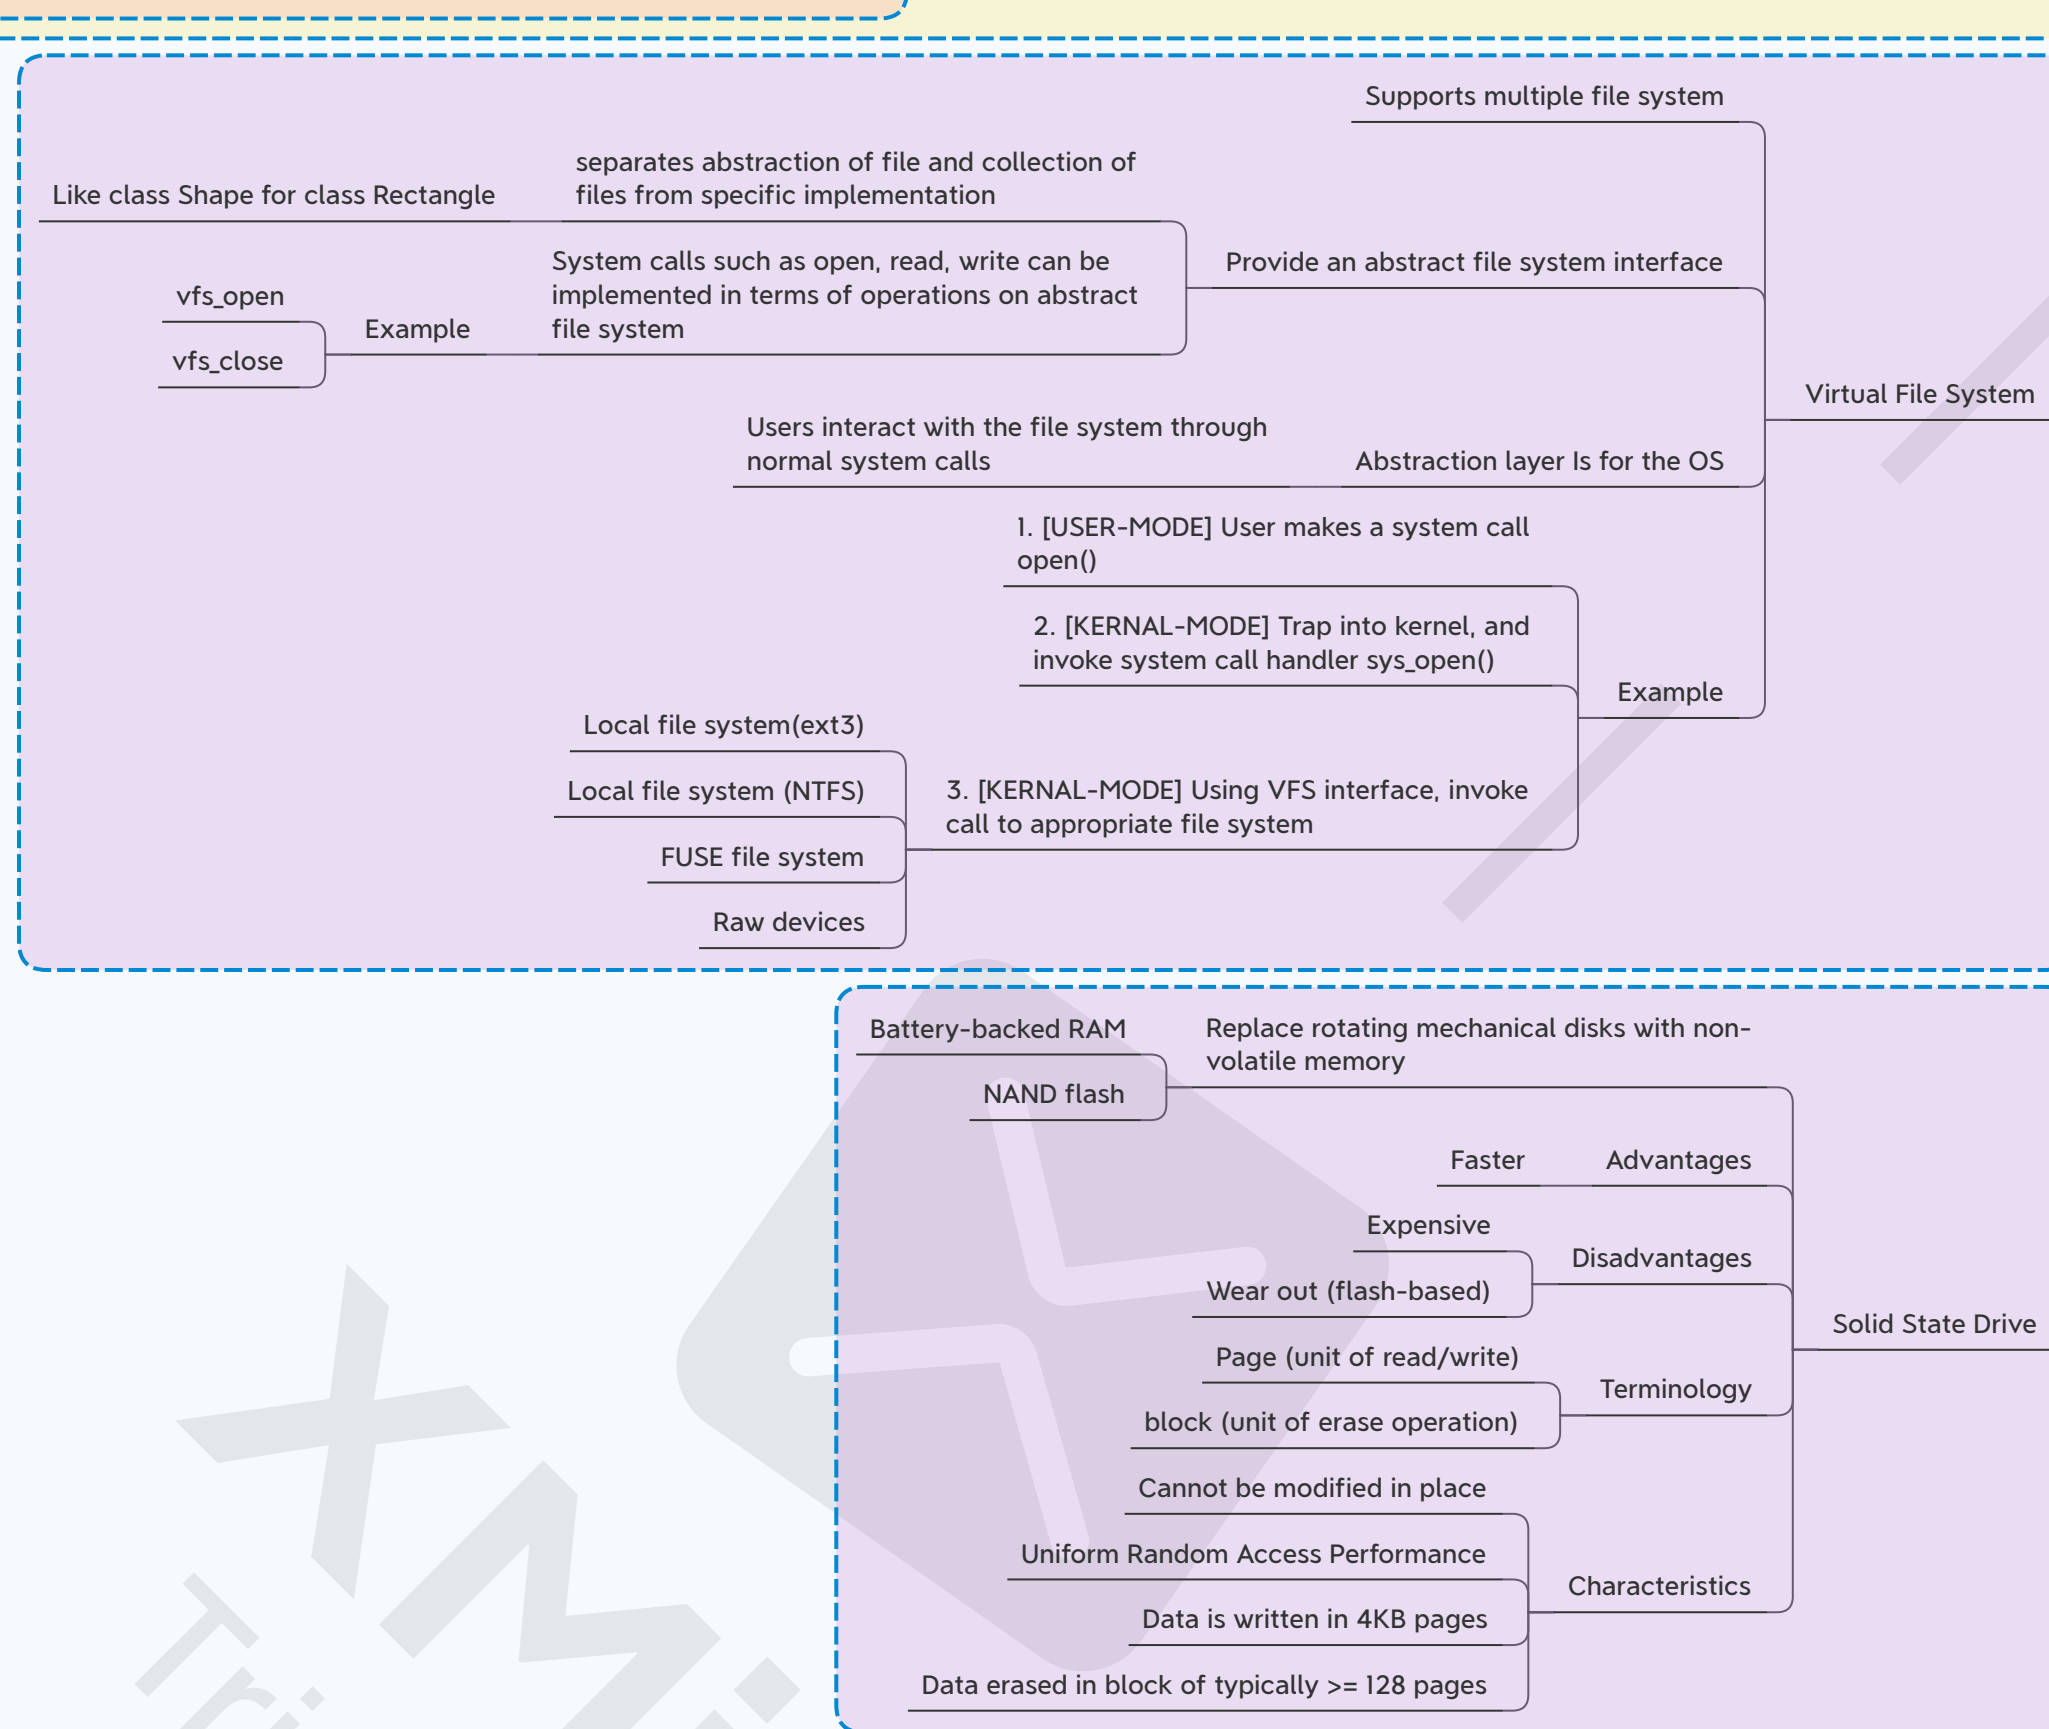 Supports multiple file system
separates abstraction of file and collection of
files from specific implementation
Like class Shape for class Rectangle
System calls such as open, read, write can be
implemented in terms of operations on abstract
file system
Provide an abstract file system interface
vfs_open
Example
vfs_close
Virtual File System
Users interact with the file system through
normal system calls
Abstraction layer Is for the OS
1. [USER-MODE] User makes a system call
open()
2. [KERNAL-MODE] Trap into kernel, and
invoke system call handler sys_open()
Example
Local file system(ext3)
Local file system (NTFS)
3. [KERNAL-MODE] Using VFS interface, invoke
call to appropriate file system
FUSE file system
Raw devices
Battery-backed RAM
Replace rotating mechanical disks with non-
volatile memory
NAND flash
Faster
Advantages
Expensive
Disadvantages
Wear out (flash-based)
Solid State Drive
Page (unit of read/write)
Terminology
block (unit of erase operation)
Cannot be modified in place
Uniform Random Access Performance
Characteristics
Data is written in 4KB pages
Data erased in block of typically >= 128 pages
XMi
Tri